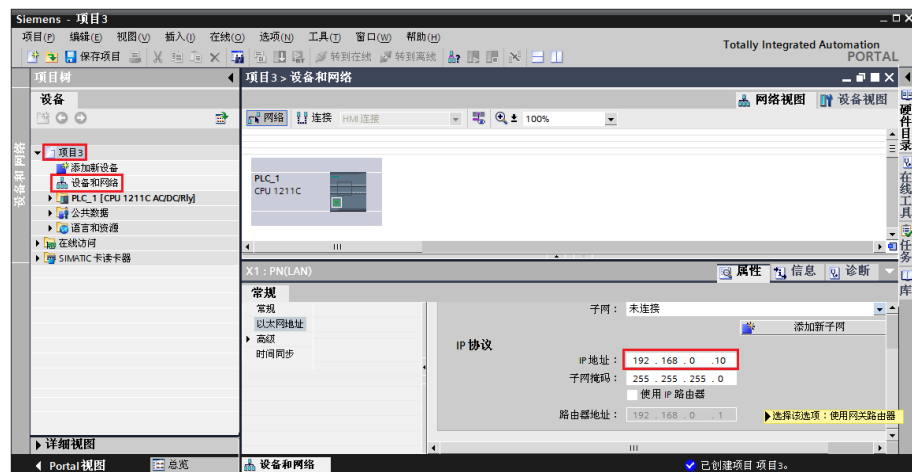 Siemens - 项目3
项目(P) 编辑(E) 视图(V) 插入(I) 在线(O) 选项(N) 工具(T) 窗口(W) 帮助(H)
保存项目 转到在线 转到离线
Totally Integrated Automation
PORTAL
项目树
项目3 > 设备和网络
设备
网络视图 设备视图
网络 连接 HMI 连接 100%
项目3
添加新设备
设备和网络
PLC_1 [CPU 1211C AC/DC/Rly]
公共数据
语言和资源
在线访问
SIMATIC 卡读卡器
PLC_1
CPU 1211C
设备和网络
硬件目录
在线工具
任务
库
X1 : PN(LAN)
属性 信息 诊断
常规
常规
以太网地址
高级
时间同步
子网： 未连接
添加新子网
IP 协议
IP 地址： 192 . 168 . 0 .10
子网掩码： 255 . 255 . 255 . 0
使用 IP 路由器
路由器地址： 192 . 168 . 0 . 1
选择该选项：使用网关路由器
详细视图
Portal 视图 总览 设备和网络
已创建项目 项目3。